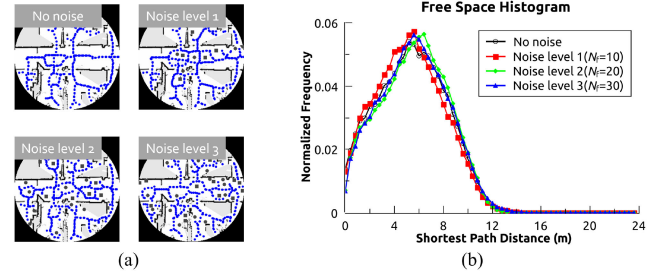 No noise
Noise level 1
Noise level 2
Noise level 3
(a)
Free Space Histogram
Normalized Frequency
0.06
0.04
0.02
0
No noise
Noise level 1(Nf=10)
Noise level 2(Nf=20)
Noise level 3(Nf=30)
0 4 8 12 16 20 24
Shortest Path Distance (m)
(b)